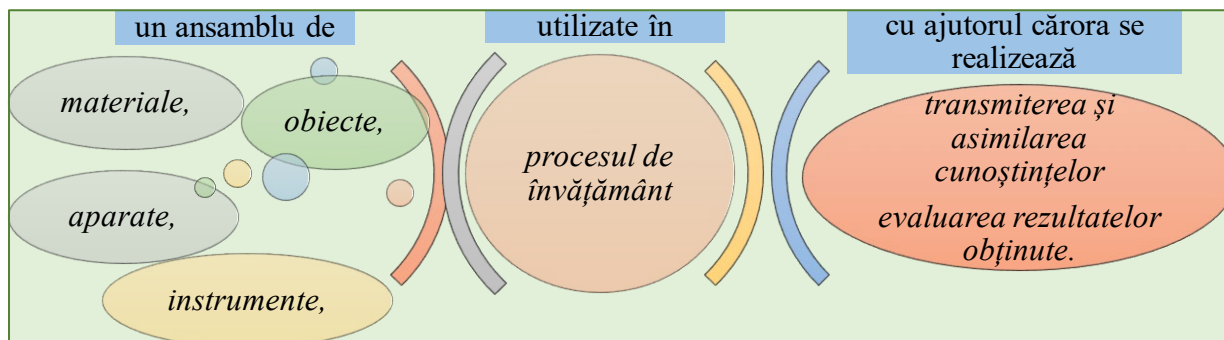 un ansamblu de
materiale,
obiecte,
aparate,
instrumente,
utilizate în
procesul de
învățământ
cu ajutorul cărora se
realizează
transmiterea și
asimilarea
cunoștințelor
evaluarea rezultatelor
obținute.